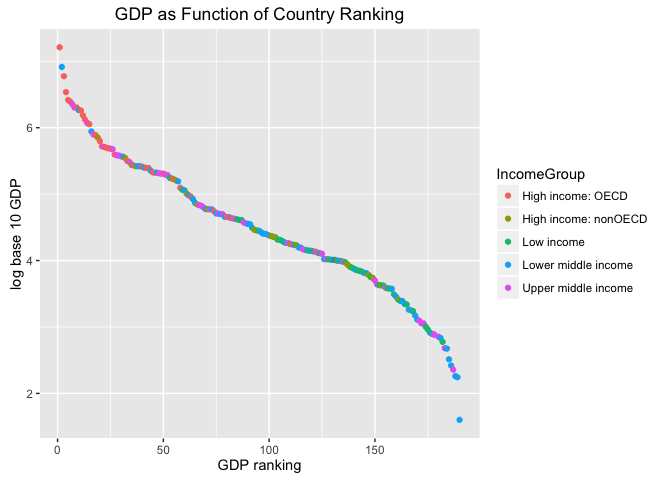 GDP as Function of Country Ranking
log base 10 GDP
6
4
2
0
50
100
150
GDP ranking
IncomeGroup
High income: OECD
High income: nonOECD
Low income
Lower middle income
Upper middle income